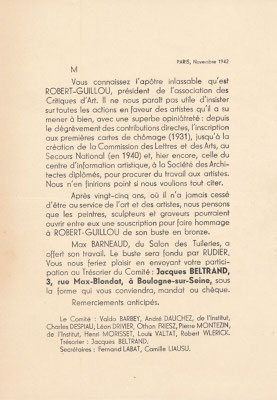 PARIS, Novembre 1942
M
Vous connaissez l'apôtre inlassable qu'est
ROBERT-GUILLOU, président de l'association des
Critiques d'Art. Il ne nous paraît pas utile d'insister
sur toutes les actions en faveur des artistes qu'il a su
mener à bien, avec une superbe opiniâtreté : depuis
le dégrèvement des contributions directes, l'inscription
aux premières cartes de chômage (1931), jusqu'à la
création de la Commission des Lettres et des Arts, au
Secours National (en 1940) et, hier encore, celle du
centre d'information artistique, à la Société des Archi-
tectes diplômés, pour procurer du travail aux artistes.
Nous n'en finirions point si nous voulions tout citer.
Après vingt-cinq ans, où il n'a jamais cessé
d'être au service de l'art et des artistes, nous pensons
que les peintres, sculpteurs et graveurs pourraient
ouvrir entre eux une souscription pour faire hommage
à ROBERT-GUILLOU de son buste en bronze.
Max BARNEAUD, du Salon des Tuileries, a
offert son travail. Le buste sera fondu par RUDIER.
Vous nous feriez plaisir en envoyant votre partici-
pation au Trésorier du Comité : Jacques BELTRAND,
3, rue Max-Blondat, à Boulogne-sur-Seine, sous
la forme qui vous conviendra, mandat ou chèque.
Remerciements anticipés.
Le Comité : Valdo BARBEY, André DAUCHEZ, de l'Institut,
Charles DESPIAU, Léon DRIVIER, Othon FRIESZ, Pierre MONTEZIN,
de l'Institut, Henri MORISSET, Louis VALTAT, Robert WLERICK.
Trésorier : Jacques BELTRAND.
Secrétaires : Fernand LABAT, Camille LIAUSU.